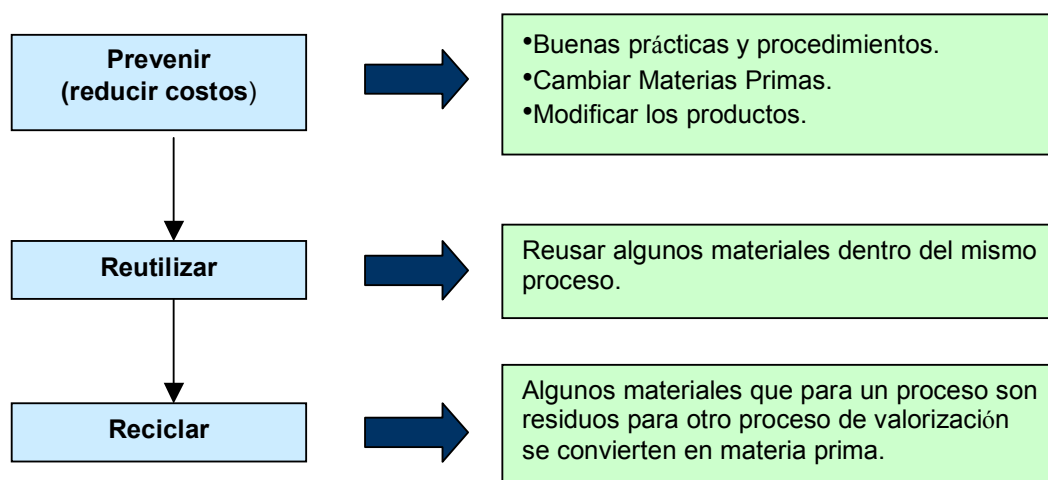 Prevenir
(reducir costos)
•Buenas prácticas y procedimientos.
•Cambiar Materias Primas.
•Modificar los productos.
Reutilizar
Reusar algunos materiales dentro del mismo
proceso.
Reciclar
Algunos materiales que para un proceso son
residuos para otro proceso de valorización
se convierten en materia prima.